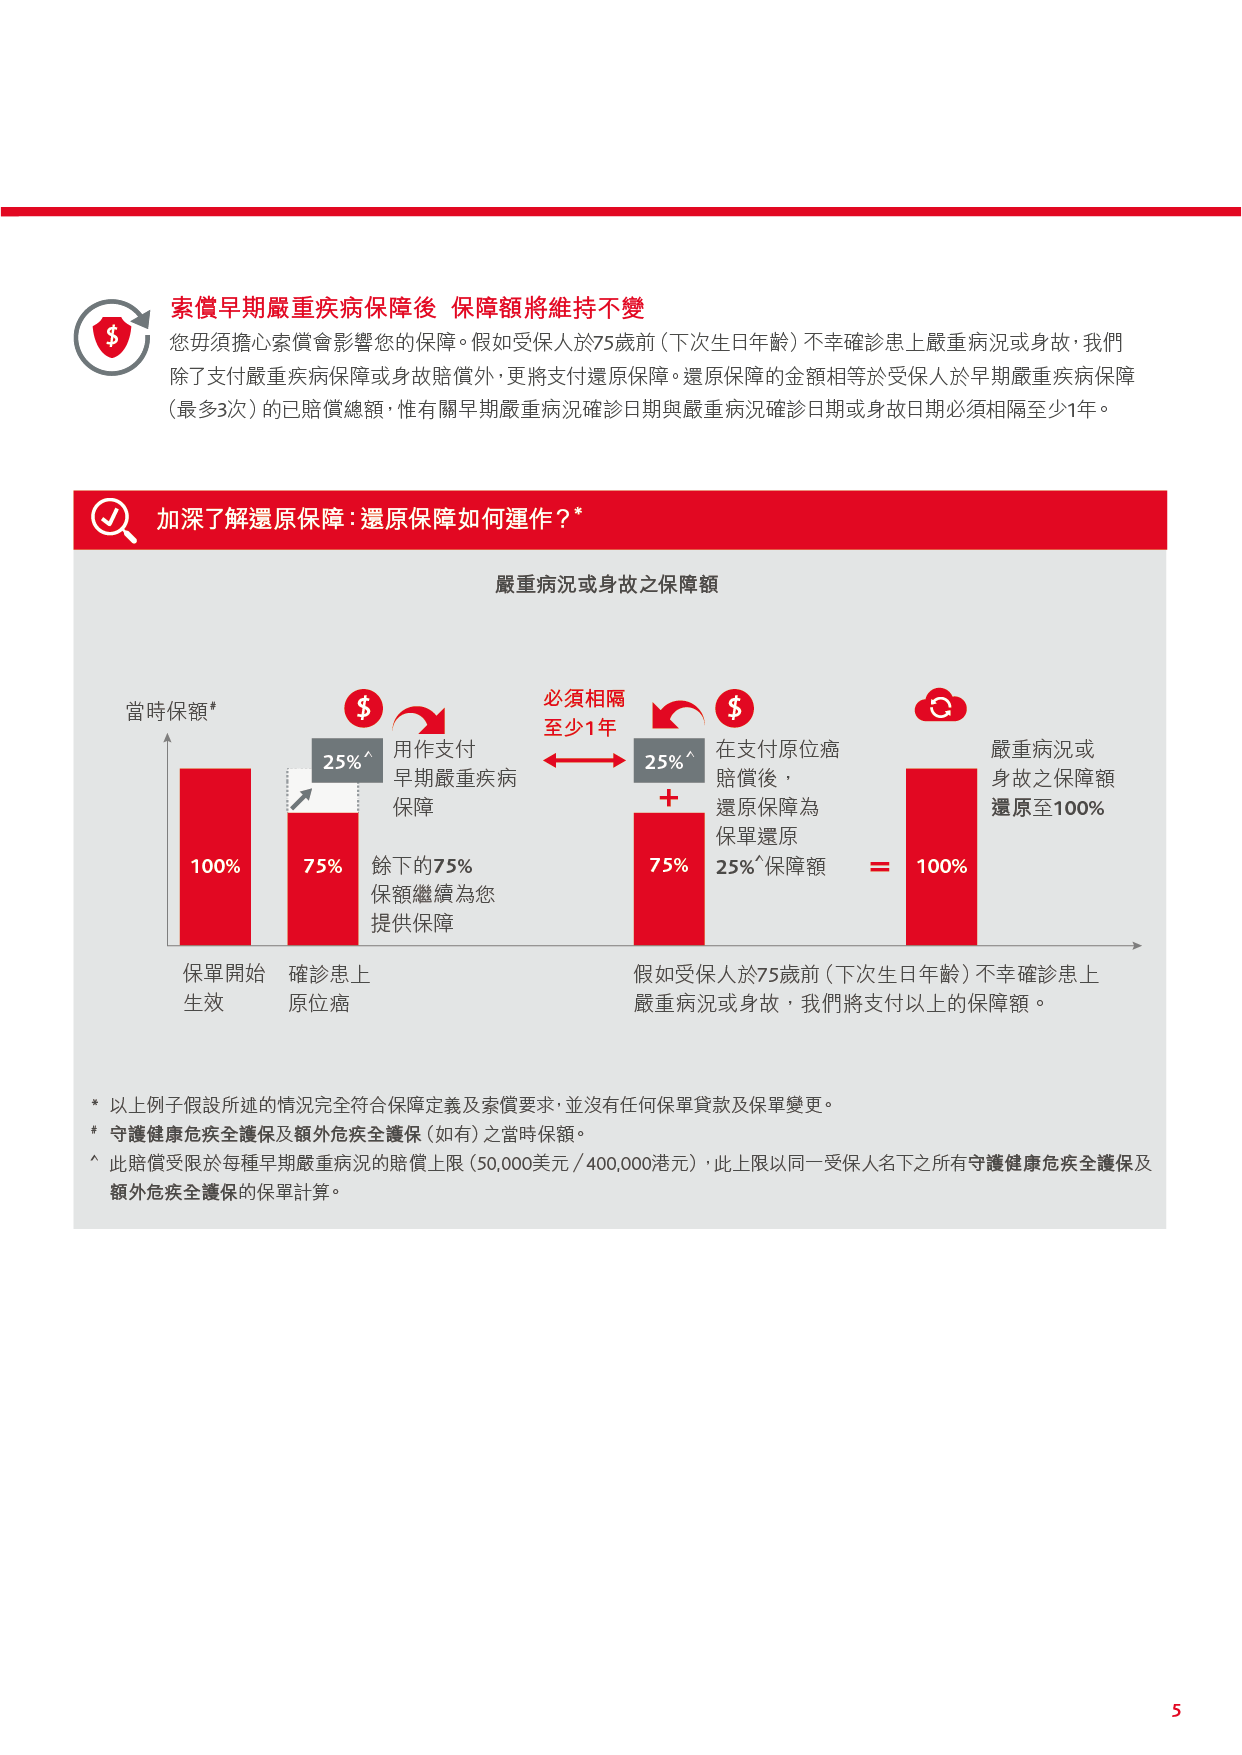 索償早期嚴重疾病保障後 保障額將維持不變
您毋須擔心索償會影響您的保障。假如受保人於75歲前（下次生日年齡）不幸確診患上嚴重病況或身故，我們
除了支付嚴重疾病保障或身故賠償外，更將支付還原保障。還原保障的金額相等於受保人於早期嚴重疾病保障
（最多3次）的已賠償總額，惟有關早期嚴重病況確診日期與嚴重病況確診日期或身故日期必須相隔至少1年。
加深了解還原保障：還原保障如何運作？*
嚴重病況或身故之保障額
當時保額#
100%
保單開始
生效
$
25%^
用作支付
早期嚴重疾病
保障
75%
餘下的75%
保額繼續為您
提供保障
確診患上
原位癌
必須相隔
至少1年
$
25%^
+
75%
在支付原位癌
賠償後，
還原保障為
保單還原
25%^保障額
=
100%
嚴重病況或
身故之保障額
還原至100%
假如受保人於75歲前（下次生日年齡）不幸確診患上
嚴重病況或身故，我們將支付以上的保障額。
* 以上例子假設所述的情況完全符合保障定義及索償要求，並沒有任何保單貸款及保單變更。
# 守護健康危疾全護保及額外危疾全護保（如有）之當時保額。
^ 此賠償受限於每種早期嚴重病況的賠償上限（50,000美元／400,000港元），此上限以同一受保人名下之所有守護健康危疾全護保及
額外危疾全護保的保單計算。
5